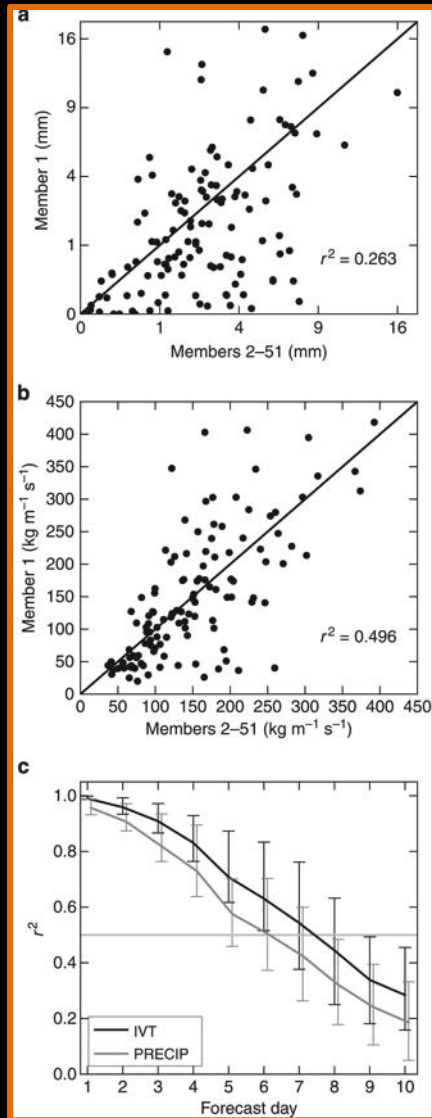 a
16
9
4
1
0
Member 1 (mm)
r² = 0.263
0 1 4 9 16
Members 2–51 (mm)
b
450
400
350
300
250
200
150
100
50
0
Member 1 (kg m⁻¹ s⁻¹)
r² = 0.496
0 50 100 150 200 250 300 350 400 450
Members 2–51 (kg m⁻¹ s⁻¹)
c
1.0
0.8
0.6
0.4
0.2
0.0
r²
IVT
PRECIP
1 2 3 4 5 6 7 8 9 10
Forecast day